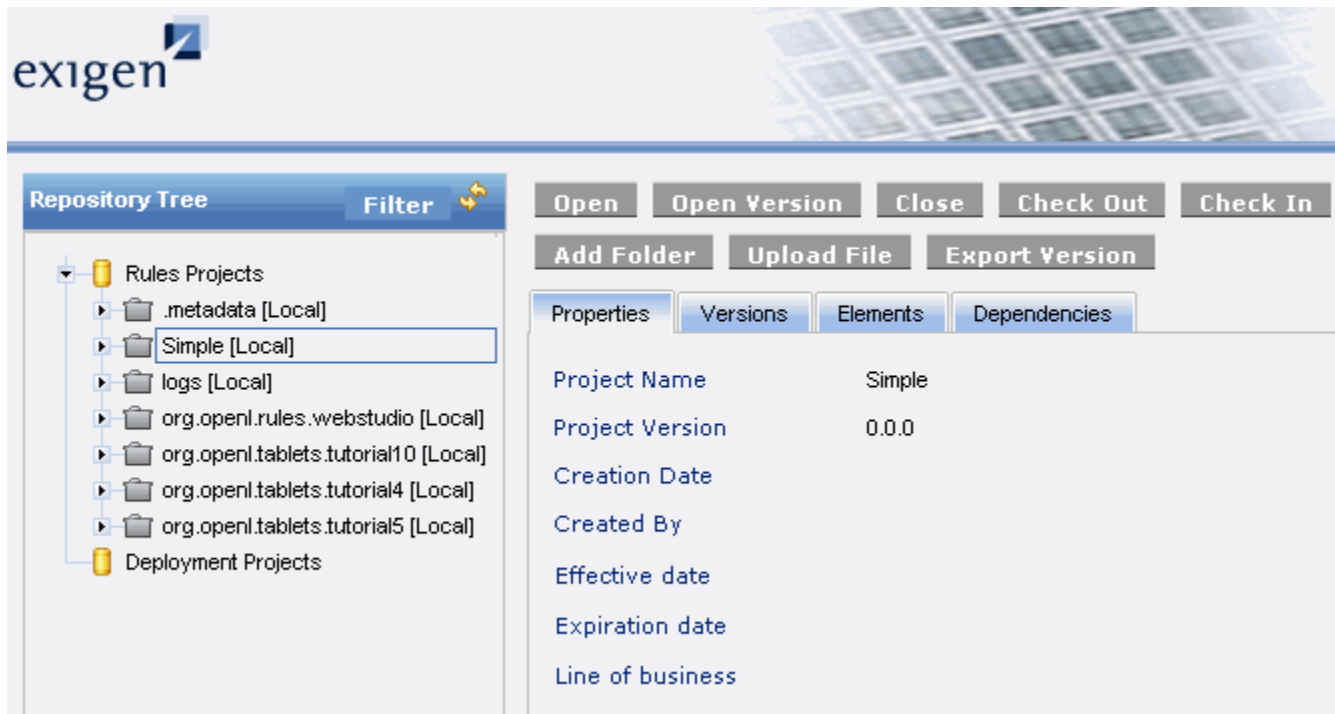 exigen
Repository Tree Filter
Rules Projects
.metadata [Local]
Simple [Local]
logs [Local]
org.openl.rules.webstudio [Local]
org.openl.tablets.tutorial10 [Local]
org.openl.tablets.tutorial4 [Local]
org.openl.tablets.tutorial5 [Local]
Deployment Projects
Open Open Version Close Check Out Check In
Add Folder Upload File Export Version
Properties Versions Elements Dependencies
Project Name Simple
Project Version 0.0.0
Creation Date
Created By
Effective date
Expiration date
Line of business